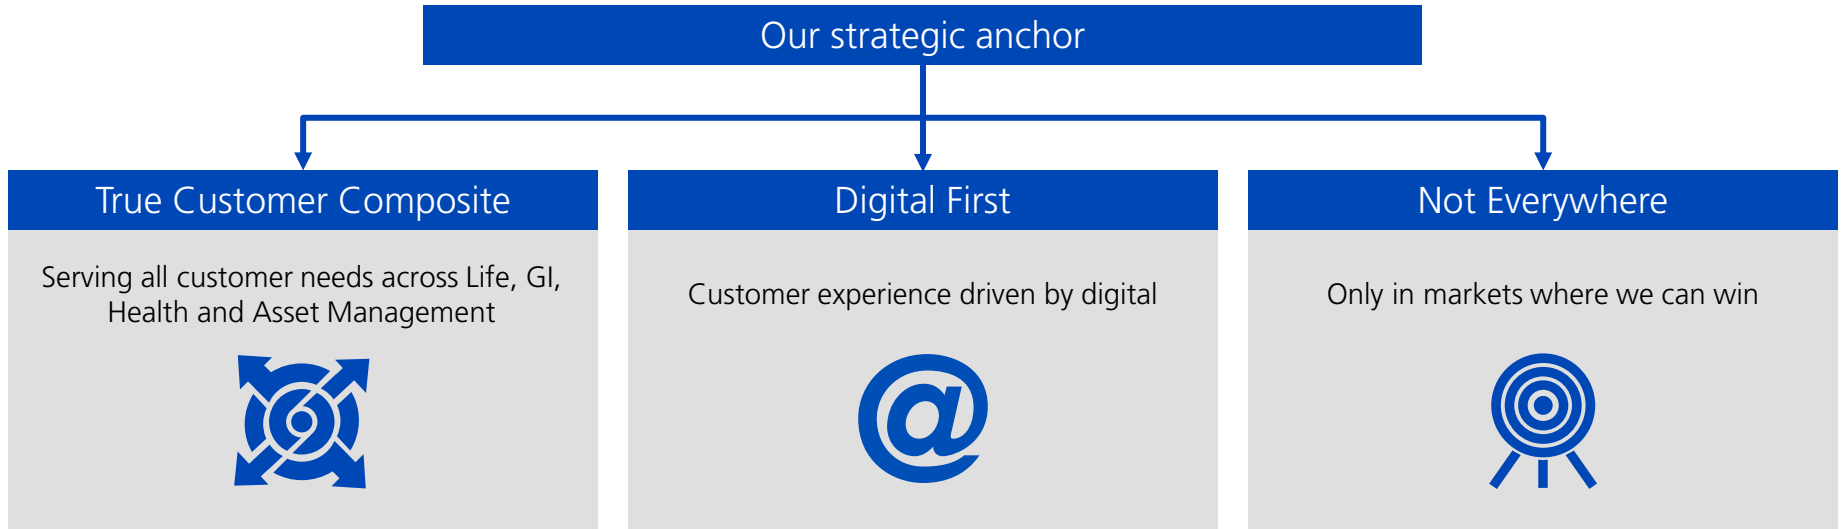 Our strategic anchor
True Customer Composite
Serving all customer needs across Life, GI,
Health and Asset Management
Digital First
Customer experience driven by digital
@
Not Everywhere
Only in markets where we can win